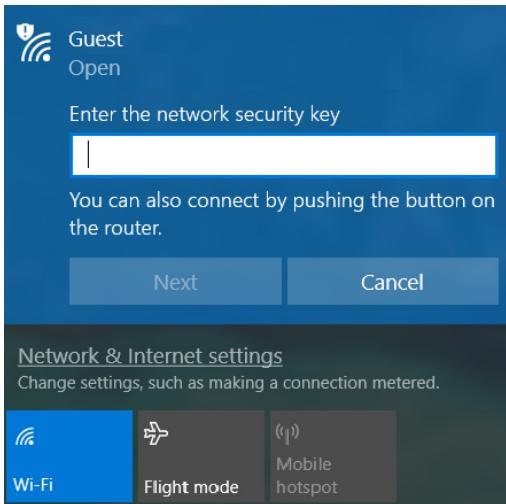 Guest
Open
Enter the network security key
You can also connect by pushing the button on
the router.
Next
Cancel
Network & Internet settings
Change settings, such as making a connection metered.
Wi-Fi
Flight mode
Mobile
hotspot